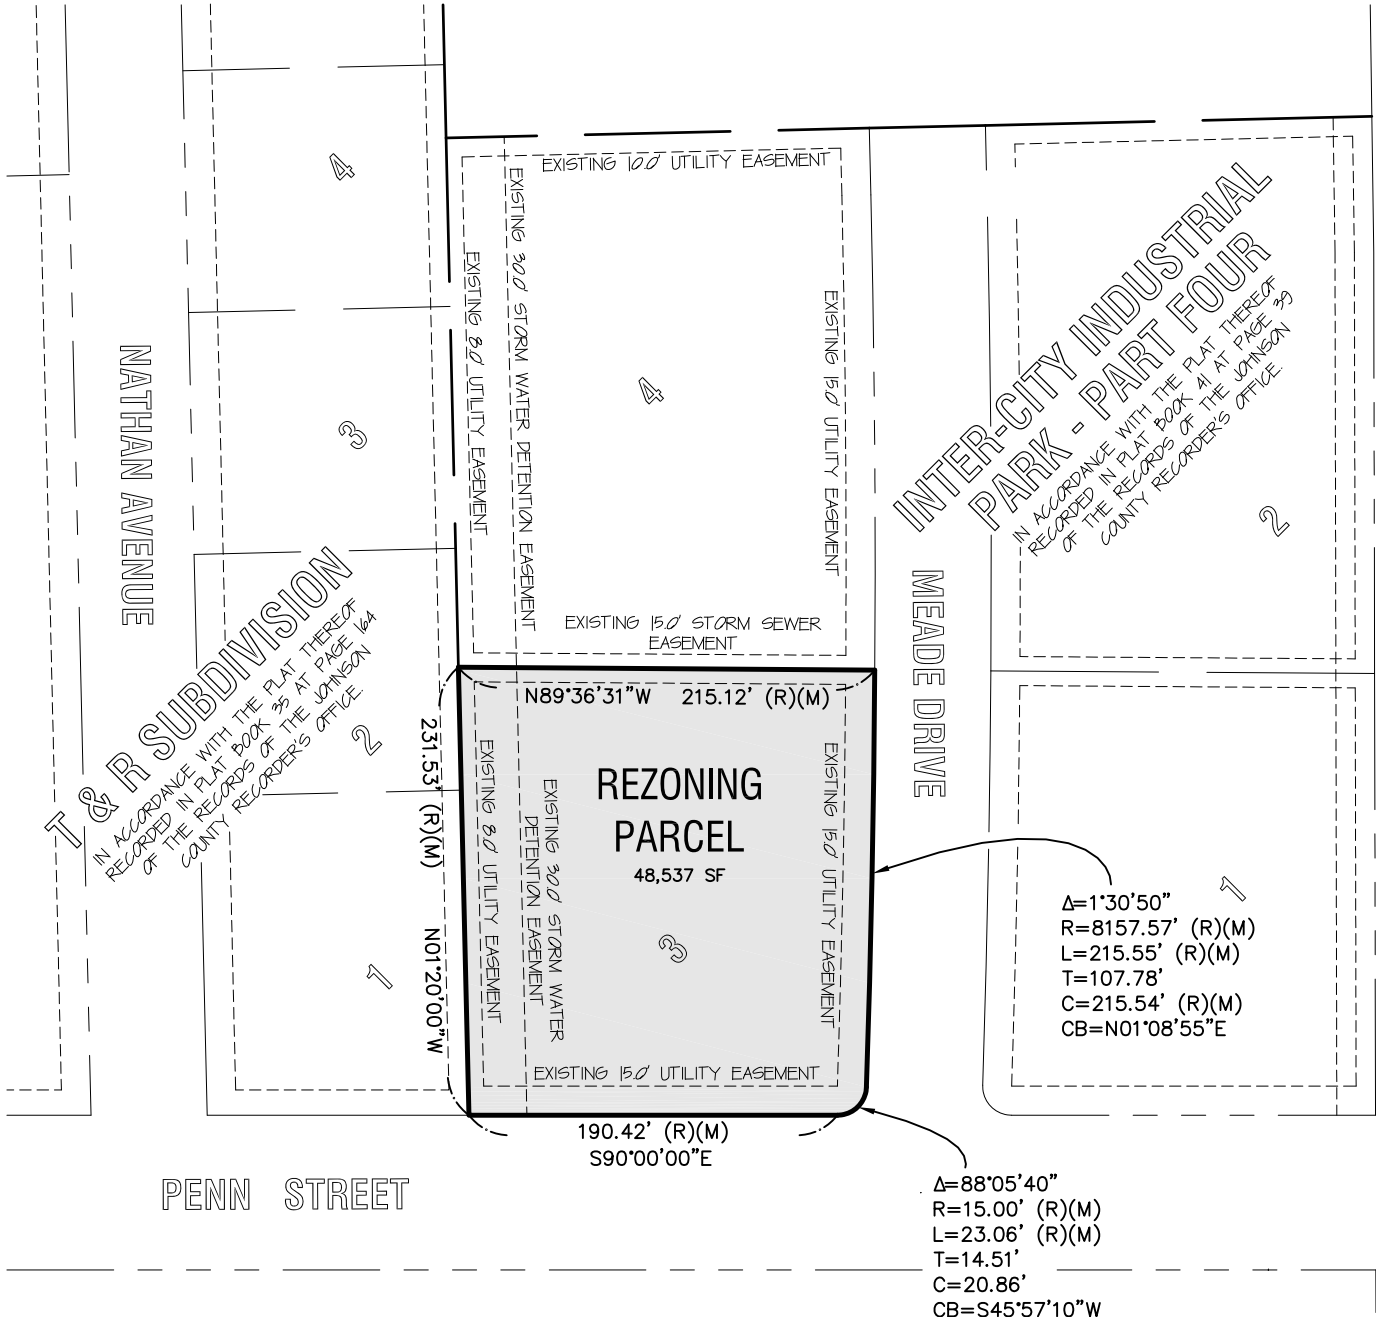 4
EXISTING 10.0' UTILITY EASEMENT
EXISTING 8.0' UTILITY EASEMENT
EXISTING 30.0' STORM WATER DETENTION EASEMENT
4
EXISTING 15.0' UTILITY EASEMENT
EXISTING 15.0' STORM SEWER
EASEMENT
INTER-CITY INDUSTRIAL
PARK - PART FOUR
IN ACCORDANCE WITH THE PLAT THEREOF
RECORDED IN PLAT BOOK 41 AT PAGE 39
OF THE RECORDS OF THE JOHNSON
COUNTY RECORDER'S OFFICE.
2
NATHAN AVENUE
3
T & R SUBDIVISION
IN ACCORDANCE WITH THE PLAT THEREOF
RECORDED IN PLAT BOOK 35 AT PAGE 164
OF THE RECORDS OF THE JOHNSON
COUNTY RECORDER'S OFFICE.
2
MEADE DRIVE
N89°36'31"W 215.12' (R)(M)
231.53' (R)(M)
N01°20'00"W
EXISTING 8.0' UTILITY EASEMENT
EXISTING 30.0' STORM WATER
DETENTION EASEMENT
REZONING
PARCEL
48,537 SF
3
EXISTING 15.0' UTILITY EASEMENT
EXISTING 15.0' UTILITY EASEMENT
1
1
Δ=1°30'50"
R=8157.57' (R)(M)
L=215.55' (R)(M)
T=107.78'
C=215.54' (R)(M)
CB=N01°08'55"E
190.42' (R)(M)
S90°00'00"E
PENN STREET
Δ=88°05'40"
R=15.00' (R)(M)
L=23.06' (R)(M)
T=14.51'
C=20.86'
CB=S45°57'10"W